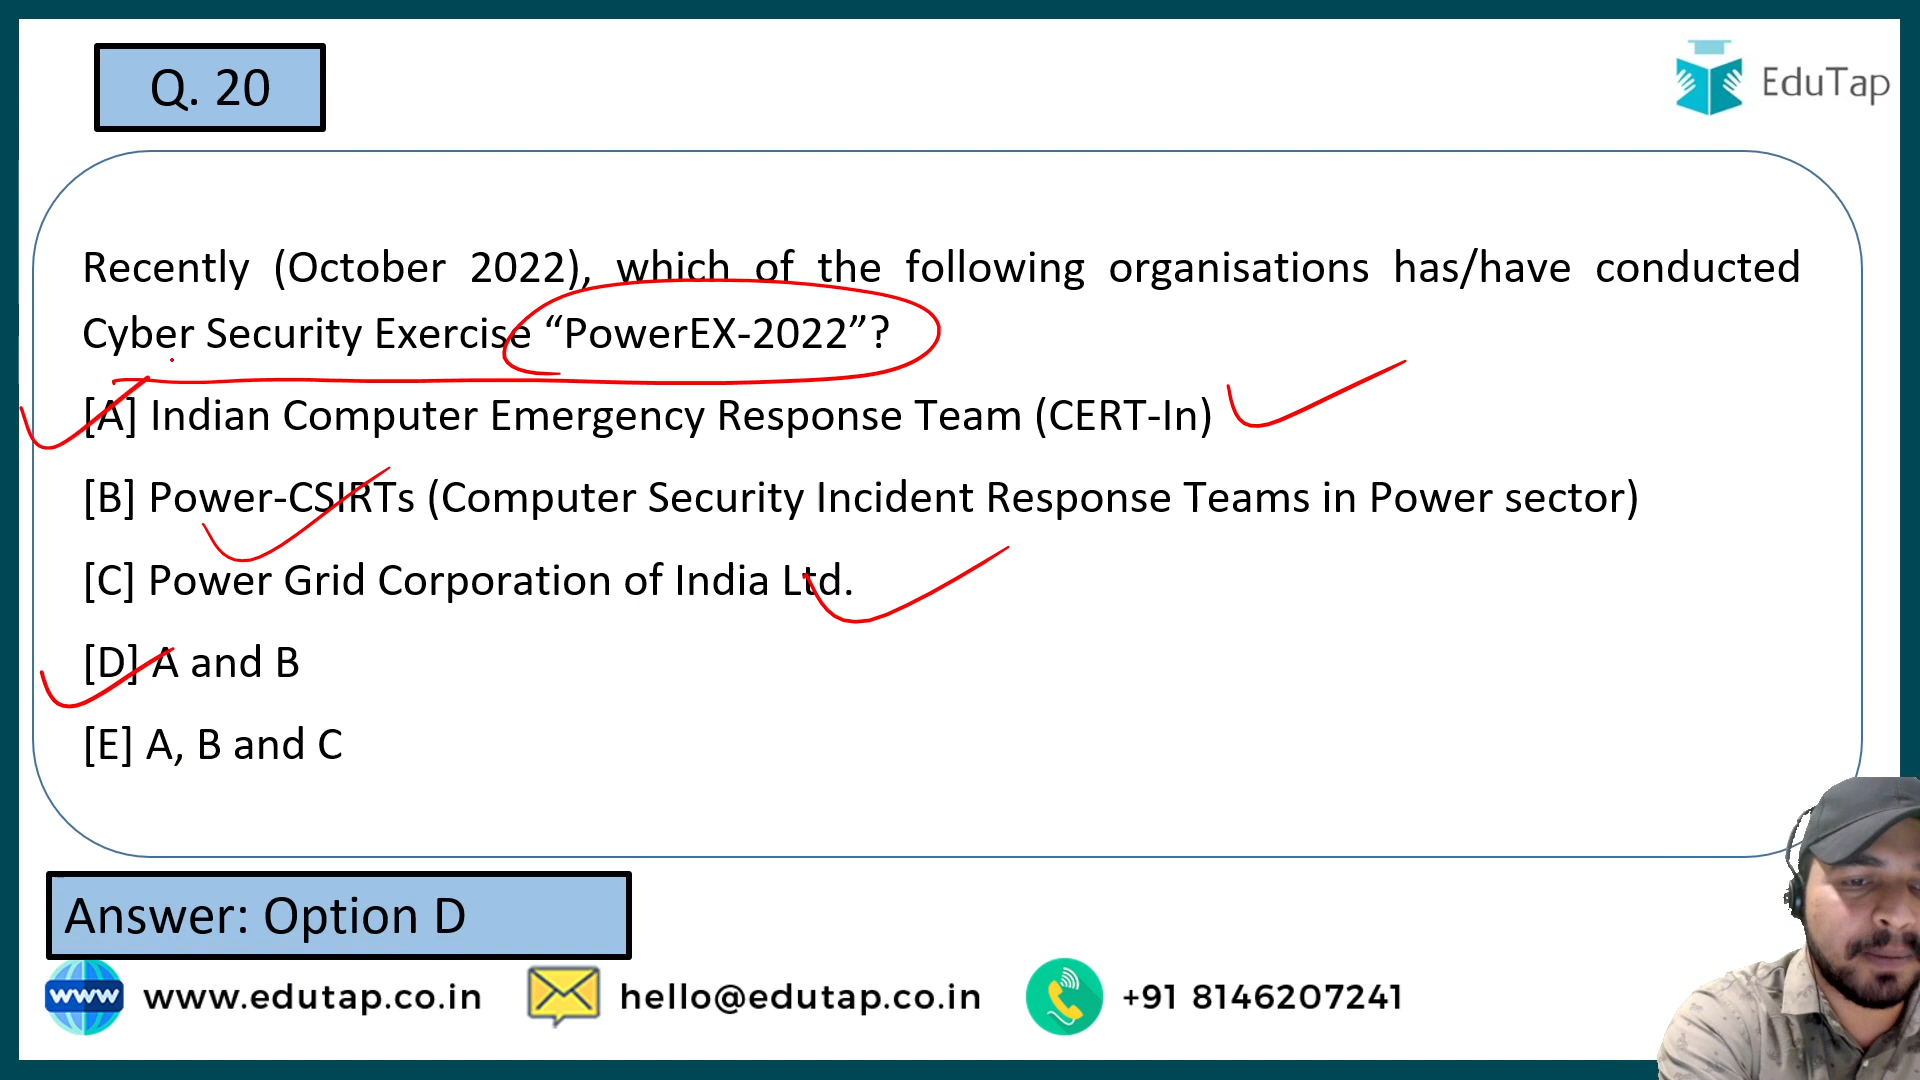 Q. 20
EduTap
Recently (October 2022), which of the following organisations has/have conducted
Cyber Security Exercise “PowerEX-2022”?
[A] Indian Computer Emergency Response Team (CERT-In)
[B] Power-CSIRTs (Computer Security Incident Response Teams in Power sector)
[C] Power Grid Corporation of India Ltd.
[D] A and B
[E] A, B and C
Answer: Option D
www www.edutap.co.in hello@edutap.co.in +91 8146207241